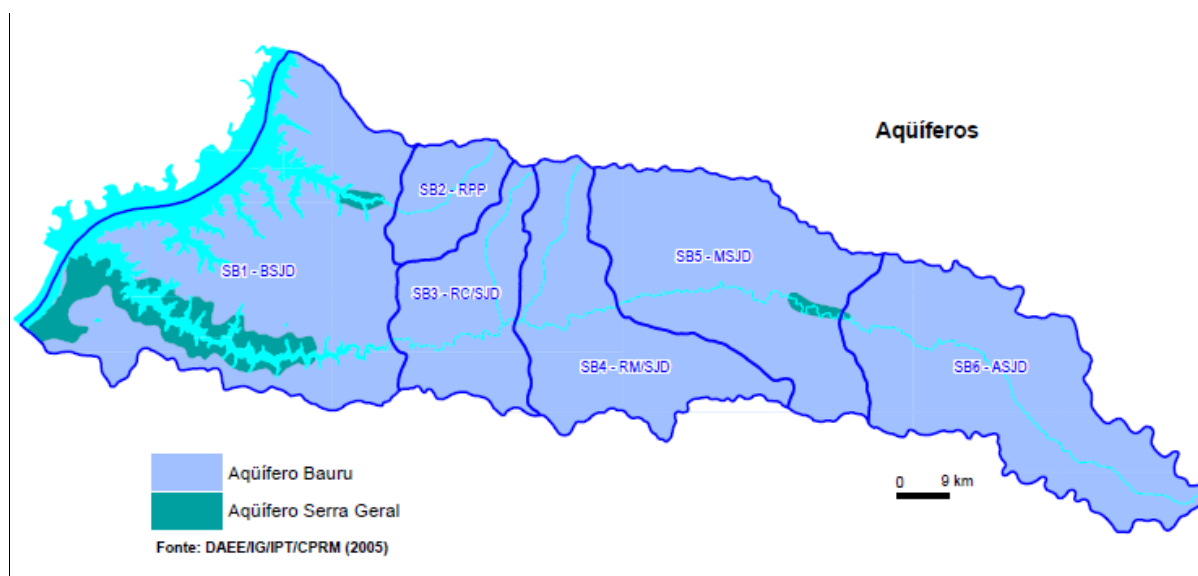 Aqüíferos
SB2 - RPP
SB1 - BSJD
SB5 - MSJD
SB3 - RC/SJD
SB4 - RM/SJD
SB6 - ASJD
Aqüífero Bauru
0 9 km
Aqüífero Serra Geral
Fonte: DAEE/IG/IPT/CPRM (2005)